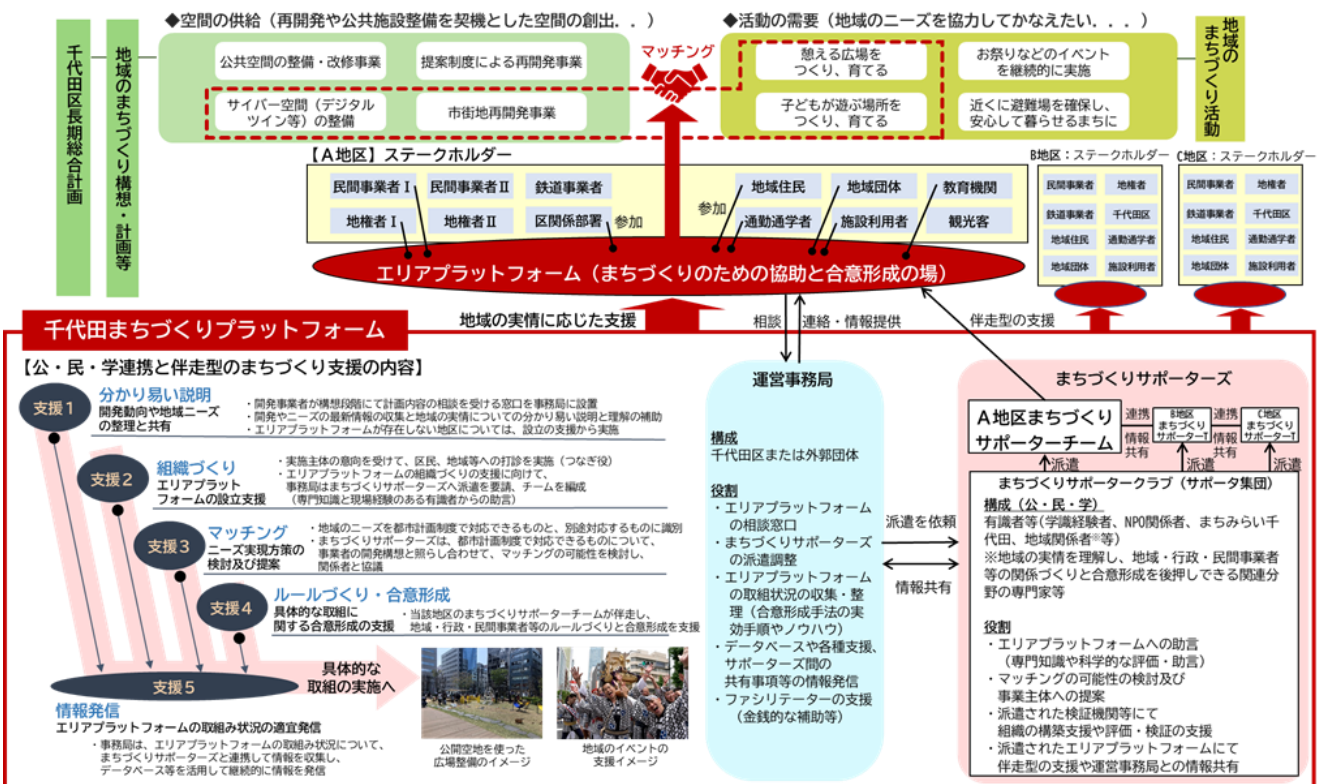 ◆空間の供給（再開発や公共施設整備を契機とした空間の創出．．）
◆活動の需要（地域のニーズを協力してかなえたい．．．）
千代田区長期総合計画
地域のまちづくり構想・計画等
公共空間の整備・改修事業
提案制度による再開発事業
サイバー空間（デジタル
ツイン等）の整備
市街地再開発事業
マッチング
憩える広場を
つくり、育てる
お祭りなどのイベント
を継続的に実施
子どもが遊ぶ場所を
つくり、育てる
近くに避難場を確保し、
安心して暮らせるまちに
地域の
まちづくり活動
【A地区】ステークホルダー
民間事業者Ⅰ
民間事業者Ⅱ
鉄道事業者
地権者Ⅰ
地権者Ⅱ
区関係部署
参加
参加
地域住民
地域団体
教育機関
通勤通学者
施設利用者
観光客
B地区：ステークホルダー
民間事業者
地権者
鉄道事業者
千代田区
地域住民
通勤通学者
地域団体
施設利用者
C地区：ステークホルダー
民間事業者
地権者
鉄道事業者
千代田区
地域住民
通勤通学者
地域団体
施設利用者
エリアプラットフォーム（まちづくりのための協助と合意形成の場）
千代田まちづくりプラットフォーム
地域の実情に応じた支援
相談
連絡・情報提供
伴走型の支援
【公・民・学連携と伴走型のまちづくり支援の内容】
支援1
分かり易い説明
開発動向や地域ニーズ
の整理と共有
・開発事業者が構想段階にて計画内容の相談を受ける窓口を事務局に設置
・開発やニーズの最新情報の収集と地域の実情についての分かり易い説明と理解の補助
・エリアプラットフォームが存在しない地区については、設立の支援から実施
支援2
組織づくり
エリアプラット
フォームの設立支援
・実施主体の意向を受けて、区民、地域等への打診を実施（つなぎ役）
・エリアプラットフォームの組織づくりの支援に向けて、
事務局はまちづくりサポーターズへ派遣を要請、チームを編成
（専門知識と現場経験のある有識者からの助言）
支援3
マッチング
ニーズ実現方策の
検討及び提案
・地域のニーズを都市計画制度で対応できるものと、別途対応するものに識別
・まちづくりサポーターズは、都市計画制度で対応できるものについて、
事業者の開発構想と照らし合わせて、マッチングの可能性を検討し、
関係者と協議
支援4
ルールづくり・合意形成
具体的な取組に
関する合意形成の支援
・当該地区のまちづくりサポーターチームが伴走し、
地域・行政・民間事業者等のルールづくりと合意形成を支援
支援5
具体的な
取組の実施へ
情報発信
エリアプラットフォームの取組み状況の適宜発信
・事務局は、エリアプラットフォームの取組み状況について、
まちづくりサポーターズと連携して情報を収集し、
データベース等を活用して継続的に情報を発信
公開空地を使った
広場整備のイメージ
地域のイベントの
支援イメージ
運営事務局
構成
千代田区または外郭団体
役割
・エリアプラットフォーム
の相談窓口
・まちづくりサポーターズ
の派遣調整
・エリアプラットフォーム
の取組状況の収集・整
理（合意形成手法の実
効手順やノウハウ）
・データベースや各種支援、
サポーターズ間の
共有事項等の情報発信
・ファシリテーターの支援
（金銭的な補助等）
派遣を依頼
情報共有
まちづくりサポーターズ
A地区まちづくり
サポーターチーム
連携
情報
共有
B地区
まちづくり
サポーターT
連携
情報
共有
C地区
まちづくり
サポーターT
派遣
派遣
派遣
まちづくりサポータークラブ（サポータ集団）
構成（公・民・学）
有識者等(学識経験者、NPO関係者、まちみらい千
代田、地域関係者※等）
※地域の実情を理解し、地域・行政・民間事業者
等の関係づくりと合意形成を後押しできる関連分
野の専門家等
役割
・エリアプラットフォームへの助言
（専門知識や科学的な評価・助言）
・マッチングの可能性の検討及び
事業主体への提案
・派遣された検証機関等にて
組織の構築支援や評価・検証の支援
・派遣されたエリアプラットフォームにて
伴走型の支援や運営事務局との情報共有